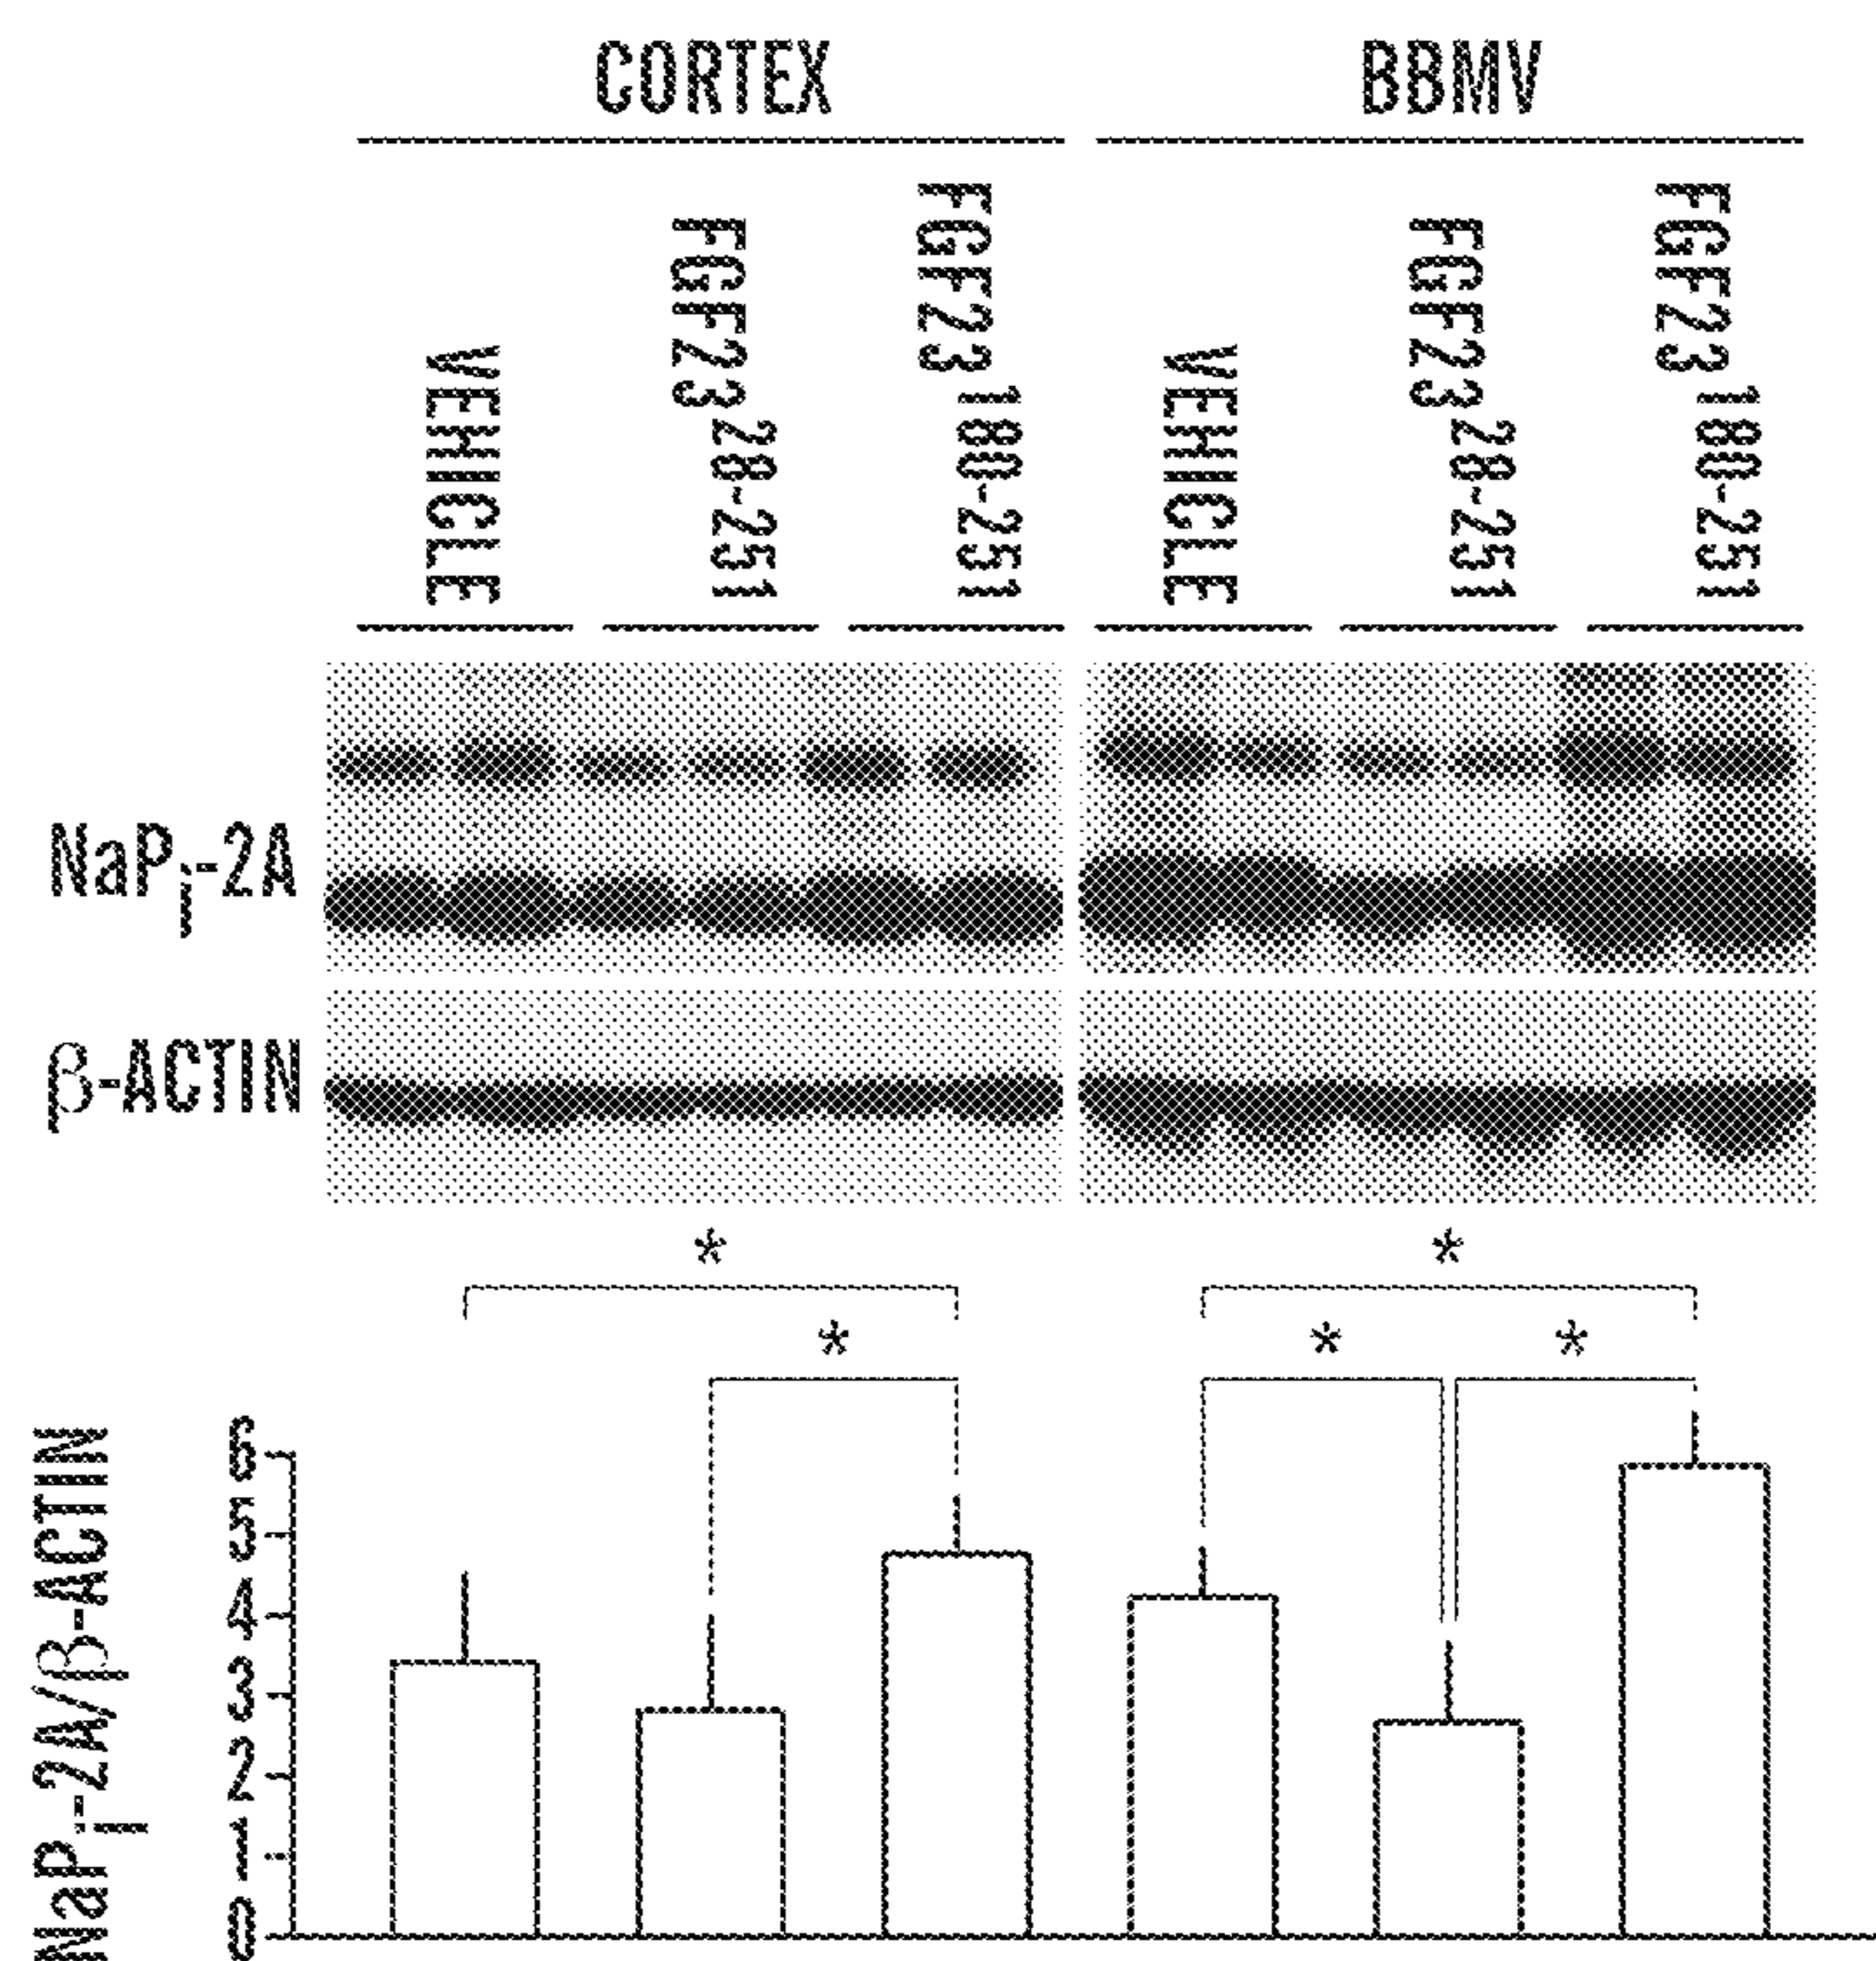 CORTEX BBMV
VEHICLE FGF23 28-251 FGF23 180-251 VEHICLE FGF23 28-251 FGF23 180-251
NaPi-2A
β-ACTIN
* *
* * *
NaPi-2A/β-ACTIN
6
5
4
3
2
1
0